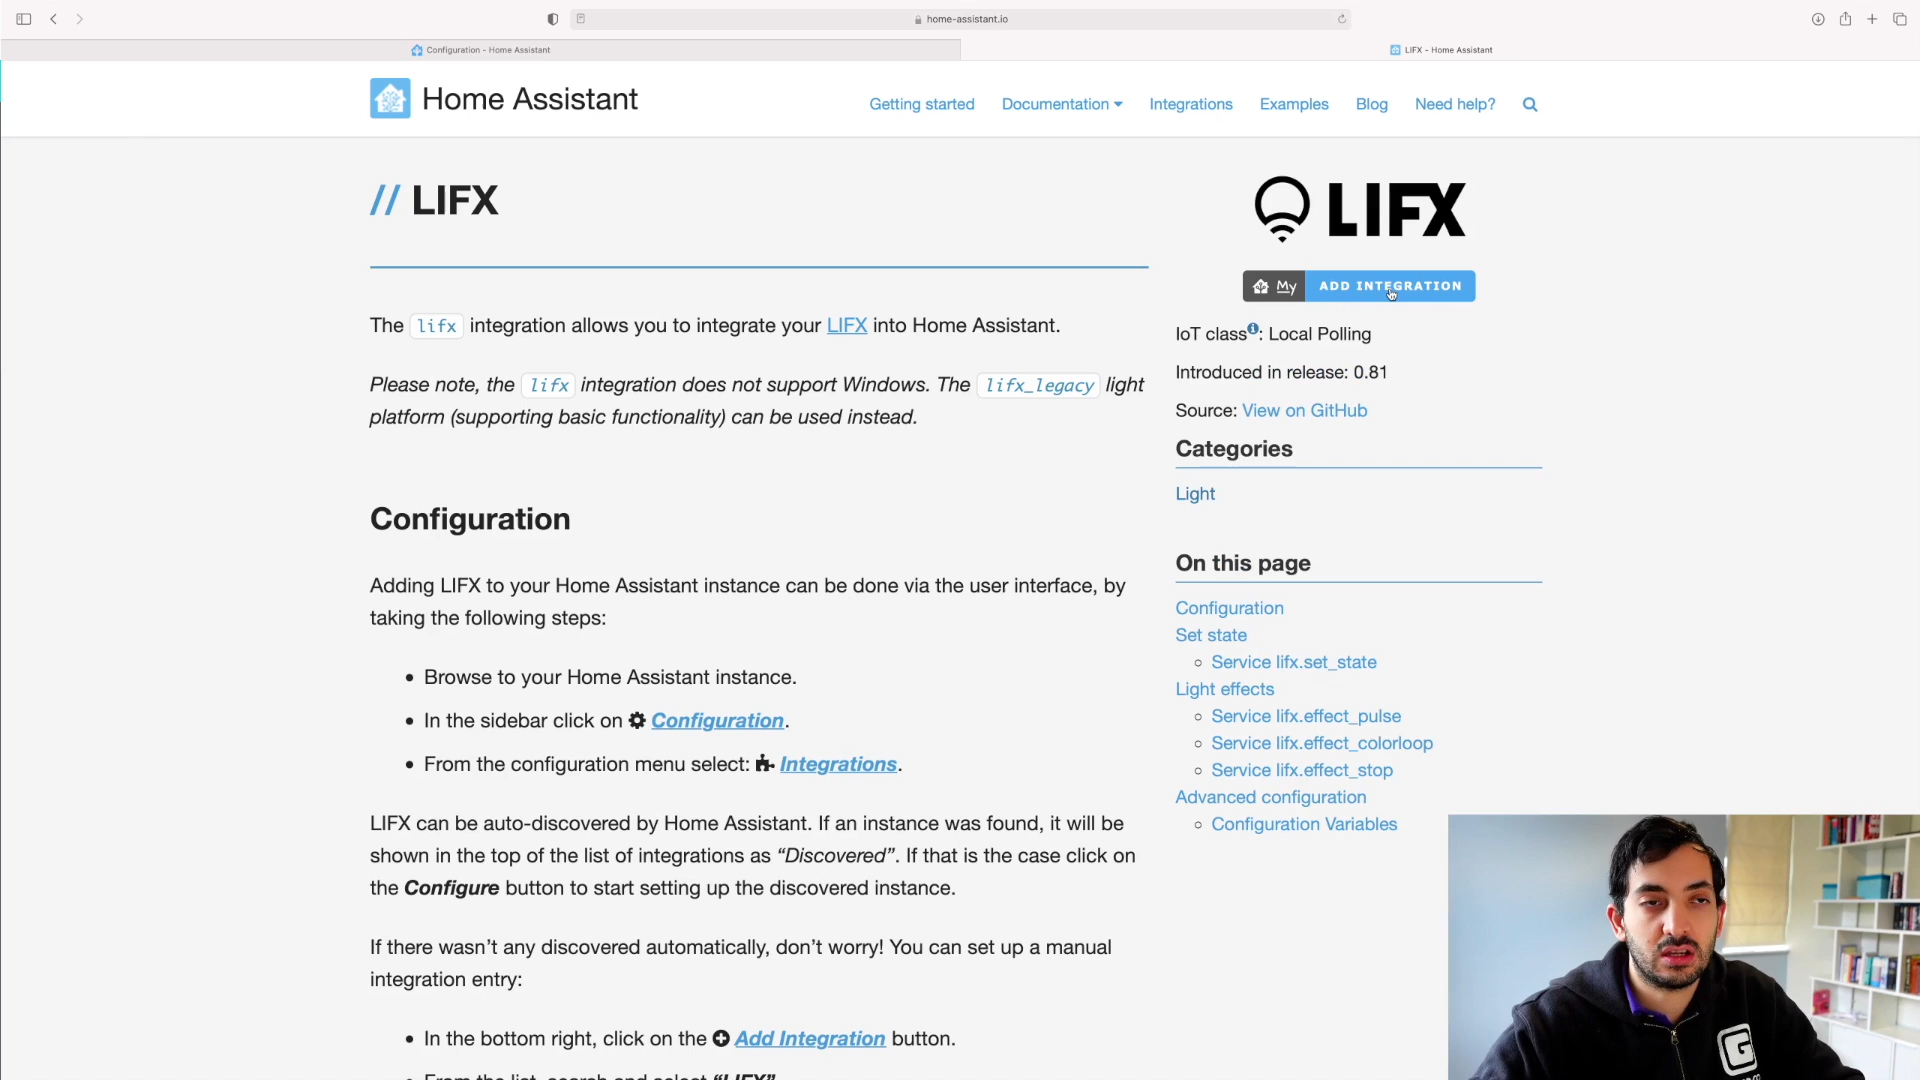 home-assistant.io
Configuration - Home Assistant
LIFX - Home Assistant
Home Assistant
Getting started
Documentation
Integrations
Examples
Blog
Need help?
// LIFX
LIFX
My ADD INTEGRATION
The lifx integration allows you to integrate your LIFX into Home Assistant.
Please note, the lifx integration does not support Windows. The lifx_legacy light
platform (supporting basic functionality) can be used instead.
IoT class: Local Polling
Introduced in release: 0.81
Source: View on GitHub
Categories
Light
Configuration
Adding LIFX to your Home Assistant instance can be done via the user interface, by
taking the following steps:
• Browse to your Home Assistant instance.
• In the sidebar click on Configuration.
• From the configuration menu select: Integrations.
LIFX can be auto-discovered by Home Assistant. If an instance was found, it will be
shown in the top of the list of integrations as “Discovered”. If that is the case click on
the Configure button to start setting up the discovered instance.
If there wasn’t any discovered automatically, don’t worry! You can set up a manual
integration entry:
• In the bottom right, click on the Add Integration button.
• From the list, search and select “LIFX”.
On this page
Configuration
Set state
Service lifx.set_state
Light effects
Service lifx.effect_pulse
Service lifx.effect_colorloop
Service lifx.effect_stop
Advanced configuration
Configuration Variables